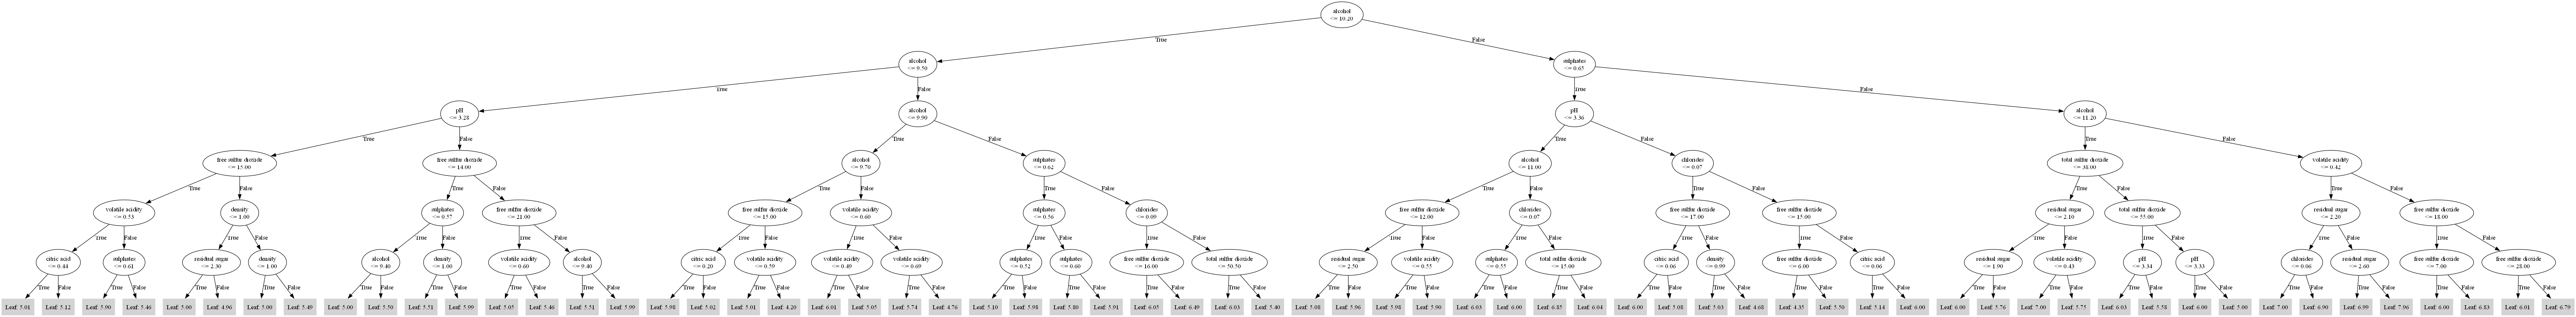 alcohol
<= 10.20
True
False
alcohol
<= 9.50
sulphates
<= 0.65
True
False
True
False
pH
<= 3.28
alcohol
<= 9.90
pH
<= 3.36
alcohol
<= 11.20
True
False
True
False
True
False
True
False
free sulfur dioxide
<= 15.00
free sulfur dioxide
<= 14.00
alcohol
<= 9.70
sulphates
<= 0.62
alcohol
<= 11.00
chlorides
<= 0.07
total sulfur dioxide
<= 38.00
volatile acidity
<= 0.42
True
False
True
False
True
False
True
False
True
False
True
False
True
False
True
False
volatile acidity
<= 0.53
density
<= 1.00
sulphates
<= 0.57
free sulfur dioxide
<= 21.00
free sulfur dioxide
<= 15.00
volatile acidity
<= 0.60
sulphates
<= 0.56
chlorides
<= 0.09
free sulfur dioxide
<= 12.00
chlorides
<= 0.07
free sulfur dioxide
<= 17.00
free sulfur dioxide
<= 15.00
residual sugar
<= 2.10
total sulfur dioxide
<= 55.00
residual sugar
<= 2.20
free sulfur dioxide
<= 18.00
True
False
True
False
True
False
True
False
True
False
True
False
True
False
True
False
True
False
True
False
True
False
True
False
True
False
True
False
True
False
True
False
citric acid
<= 0.44
sulphates
<= 0.61
residual sugar
<= 2.30
density
<= 1.00
alcohol
<= 9.40
density
<= 1.00
volatile acidity
<= 0.60
alcohol
<= 9.40
citric acid
<= 0.20
volatile acidity
<= 0.59
volatile acidity
<= 0.49
volatile acidity
<= 0.69
sulphates
<= 0.52
sulphates
<= 0.60
free sulfur dioxide
<= 16.00
total sulfur dioxide
<= 50.50
residual sugar
<= 2.50
volatile acidity
<= 0.55
sulphates
<= 0.55
total sulfur dioxide
<= 15.00
citric acid
<= 0.06
density
<= 0.99
free sulfur dioxide
<= 6.00
citric acid
<= 0.06
residual sugar
<= 1.90
volatile acidity
<= 0.43
pH
<= 3.34
pH
<= 3.33
chlorides
<= 0.06
residual sugar
<= 2.60
free sulfur dioxide
<= 7.00
free sulfur dioxide
<= 28.00
True
False
True
False
True
False
True
False
True
False
True
False
True
False
True
False
True
False
True
False
True
False
True
False
True
False
True
False
True
False
True
False
True
False
True
False
True
False
True
False
True
False
True
False
True
False
True
False
True
False
True
False
True
False
True
False
True
False
True
False
True
False
True
False
Leaf: 5.01
Leaf: 5.12
Leaf: 5.90
Leaf: 5.46
Leaf: 5.00
Leaf: 4.96
Leaf: 5.00
Leaf: 5.49
Leaf: 5.00
Leaf: 5.50
Leaf: 5.51
Leaf: 5.99
Leaf: 5.05
Leaf: 5.46
Leaf: 5.51
Leaf: 5.99
Leaf: 5.98
Leaf: 5.02
Leaf: 5.01
Leaf: 4.20
Leaf: 6.01
Leaf: 5.05
Leaf: 5.74
Leaf: 4.76
Leaf: 5.10
Leaf: 5.98
Leaf: 5.80
Leaf: 5.91
Leaf: 6.05
Leaf: 6.49
Leaf: 6.03
Leaf: 5.40
Leaf: 5.08
Leaf: 5.96
Leaf: 5.98
Leaf: 5.90
Leaf: 6.03
Leaf: 6.00
Leaf: 6.85
Leaf: 6.04
Leaf: 6.00
Leaf: 5.08
Leaf: 5.03
Leaf: 4.68
Leaf: 4.35
Leaf: 5.50
Leaf: 5.14
Leaf: 6.00
Leaf: 6.00
Leaf: 5.76
Leaf: 7.00
Leaf: 5.75
Leaf: 6.03
Leaf: 5.58
Leaf: 6.00
Leaf: 5.00
Leaf: 7.00
Leaf: 6.90
Leaf: 6.99
Leaf: 7.96
Leaf: 6.00
Leaf: 6.83
Leaf: 6.01
Leaf: 6.79